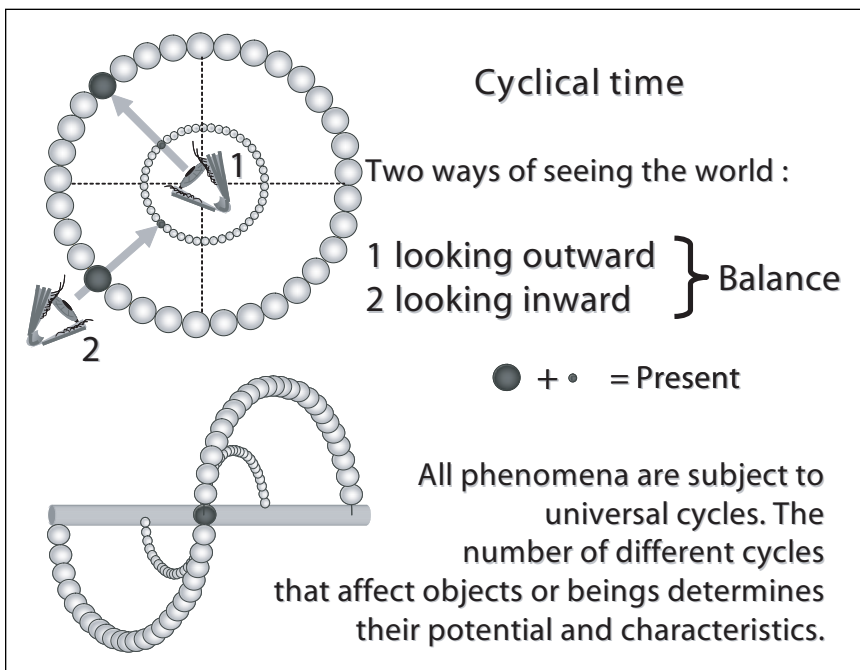 Cyclical time
1
Two ways of seeing the world :
1 looking outward
2 looking inward
Balance
2
+ = Present
All phenomena are subject to
universal cycles. The
number of different cycles
that affect objects or beings determines
their potential and characteristics.